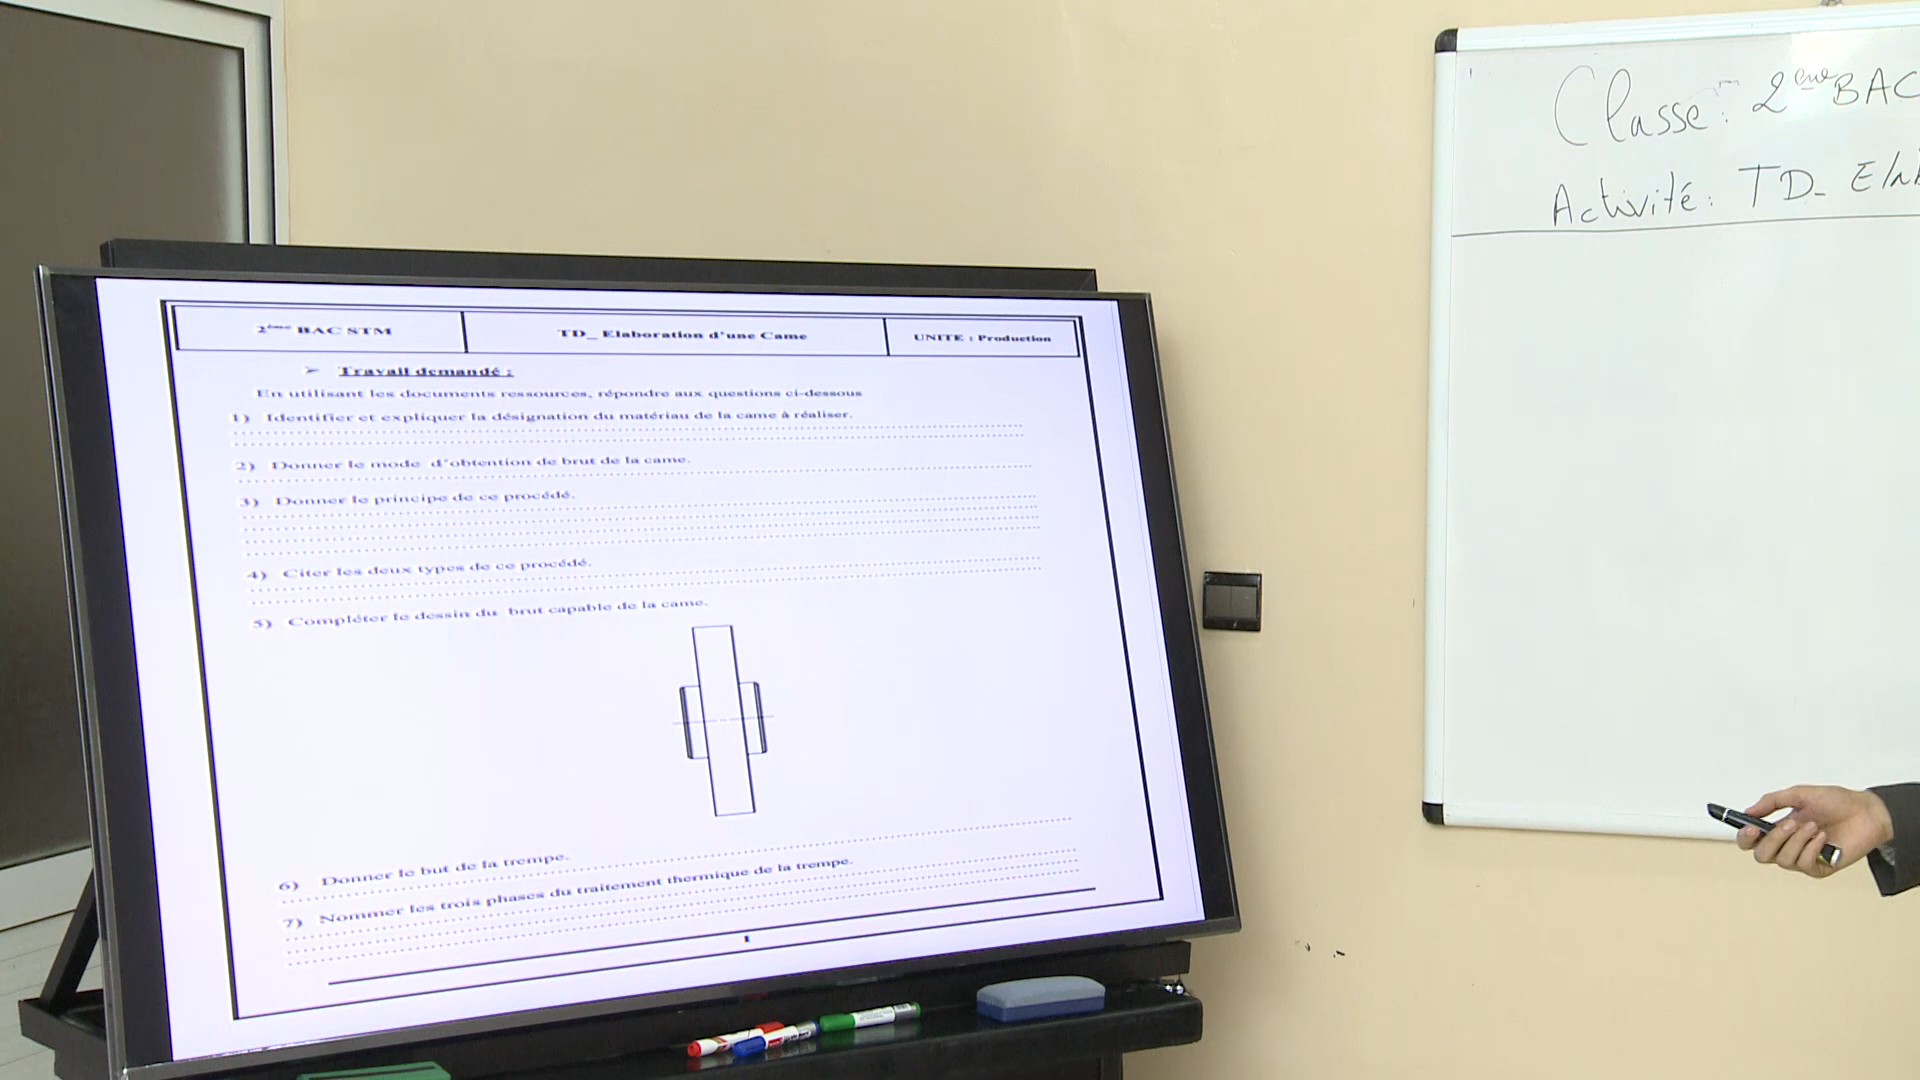 2ème BAC STM
TD_ Elaboration d'une Came
UNITE : Production
➢ Travail demandé :
En utilisant les documents ressources, répondre aux questions ci-dessous
1) Identifier et expliquer la désignation du matériau de la came à réaliser.
2) Donner le mode d'obtention de brut de la came.
3) Donner le principe de ce procédé.
4) Citer les deux types de ce procédé.
5) Compléter le dessin du brut capable de la came.
6) Donner le but de la trempe.
7) Nommer les trois phases du traitement thermique de la trempe.
1
Classe : 2ème BAC
Activité : TD_